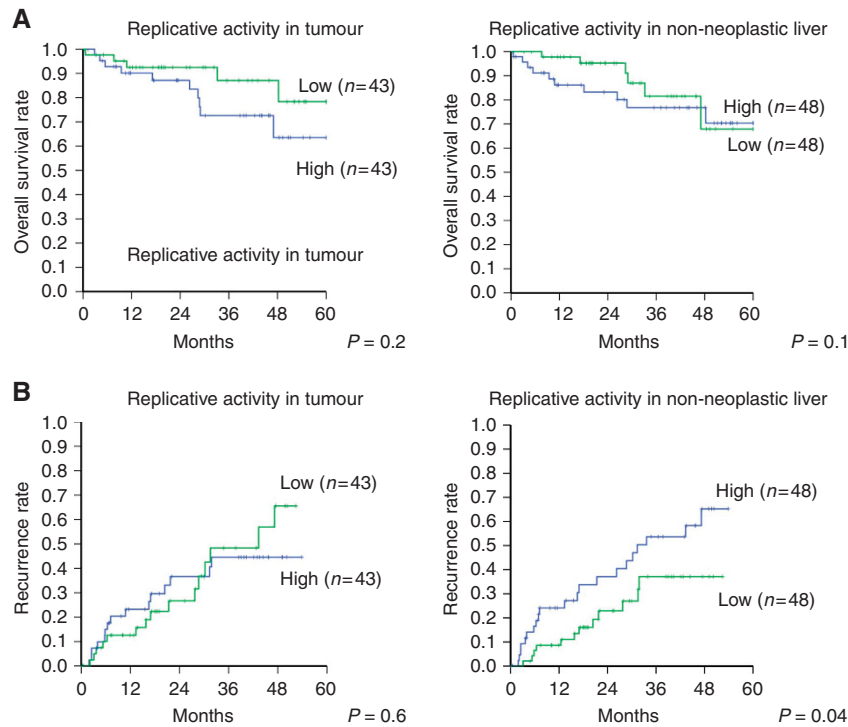 A
Replicative activity in tumour
Overall survival rate
1.0
0.9
0.8
0.7
0.6
0.5
0.4
0.3
0.2
0.1
0.0
Low (n=43)
High (n=43)
Replicative activity in tumour
0 12 24 36 48 60
Months
P = 0.2
Replicative activity in non-neoplastic liver
Overall survival rate
1.0
0.9
0.8
0.7
0.6
0.5
0.4
0.3
0.2
0.1
0.0
High (n=48)
Low (n=48)
0 12 24 36 48 60
Months
P = 0.1
B
Replicative activity in tumour
Recurrence rate
1.0
0.9
0.8
0.7
0.6
0.5
0.4
0.3
0.2
0.1
0.0
Low (n=43)
High (n=43)
0 12 24 36 48 60
Months
P = 0.6
Replicative activity in non-neoplastic liver
Recurrence rate
1.0
0.9
0.8
0.7
0.6
0.5
0.4
0.3
0.2
0.1
0.0
High (n=48)
Low (n=48)
0 12 24 36 48 60
Months
P = 0.04